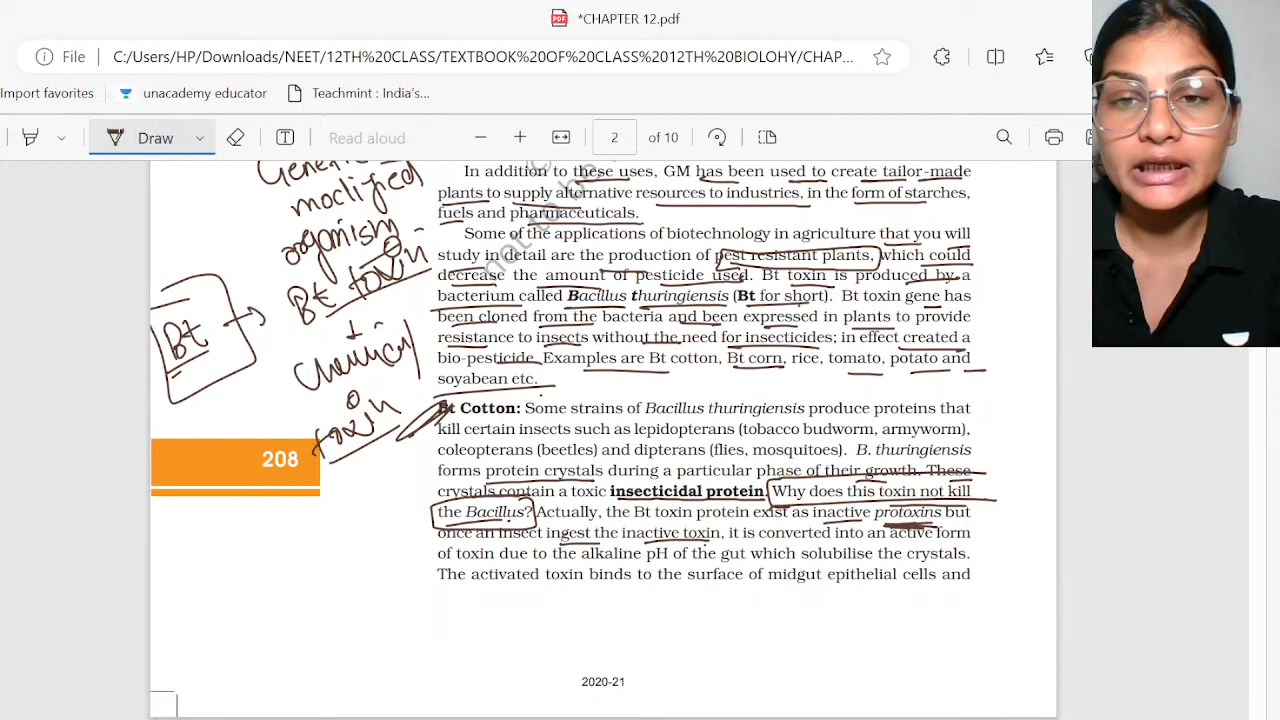 *CHAPTER 12.pdf
File C:/Users/HP/Downloads/NEET/12TH%20CLASS/TEXTBOOK%20OF%20CLASS%2012TH%20BIOLOHY/CHAP...
Import favorites unacademy educator Teachmint : India's...
Draw Read aloud 2 of 10
Genetic
modified
organism
Bt toxin
Bt
+
chemical
toxin
208
not to be
In addition to these uses, GM has been used to create tailor-made
plants to supply alternative resources to industries, in the form of starches,
fuels and pharmaceuticals.
Some of the applications of biotechnology in agriculture that you will
study in detail are the production of pest resistant plants, which could
decrease the amount of pesticide used. Bt toxin is produced by a
bacterium called Bacillus thuringiensis (Bt for short). Bt toxin gene has
been cloned from the bacteria and been expressed in plants to provide
resistance to insects without the need for insecticides; in effect created a
bio-pesticide. Examples are Bt cotton, Bt corn, rice, tomato, potato and
soyabean etc.
Bt Cotton: Some strains of Bacillus thuringiensis produce proteins that
kill certain insects such as lepidopterans (tobacco budworm, armyworm),
coleopterans (beetles) and dipterans (flies, mosquitoes). B. thuringiensis
forms protein crystals during a particular phase of their growth. These
crystals contain a toxic insecticidal protein. Why does this toxin not kill
the Bacillus? Actually, the Bt toxin protein exist as inactive protoxins but
once an insect ingest the inactive toxin, it is converted into an active form
of toxin due to the alkaline pH of the gut which solubilise the crystals.
The activated toxin binds to the surface of midgut epithelial cells and
2020-21